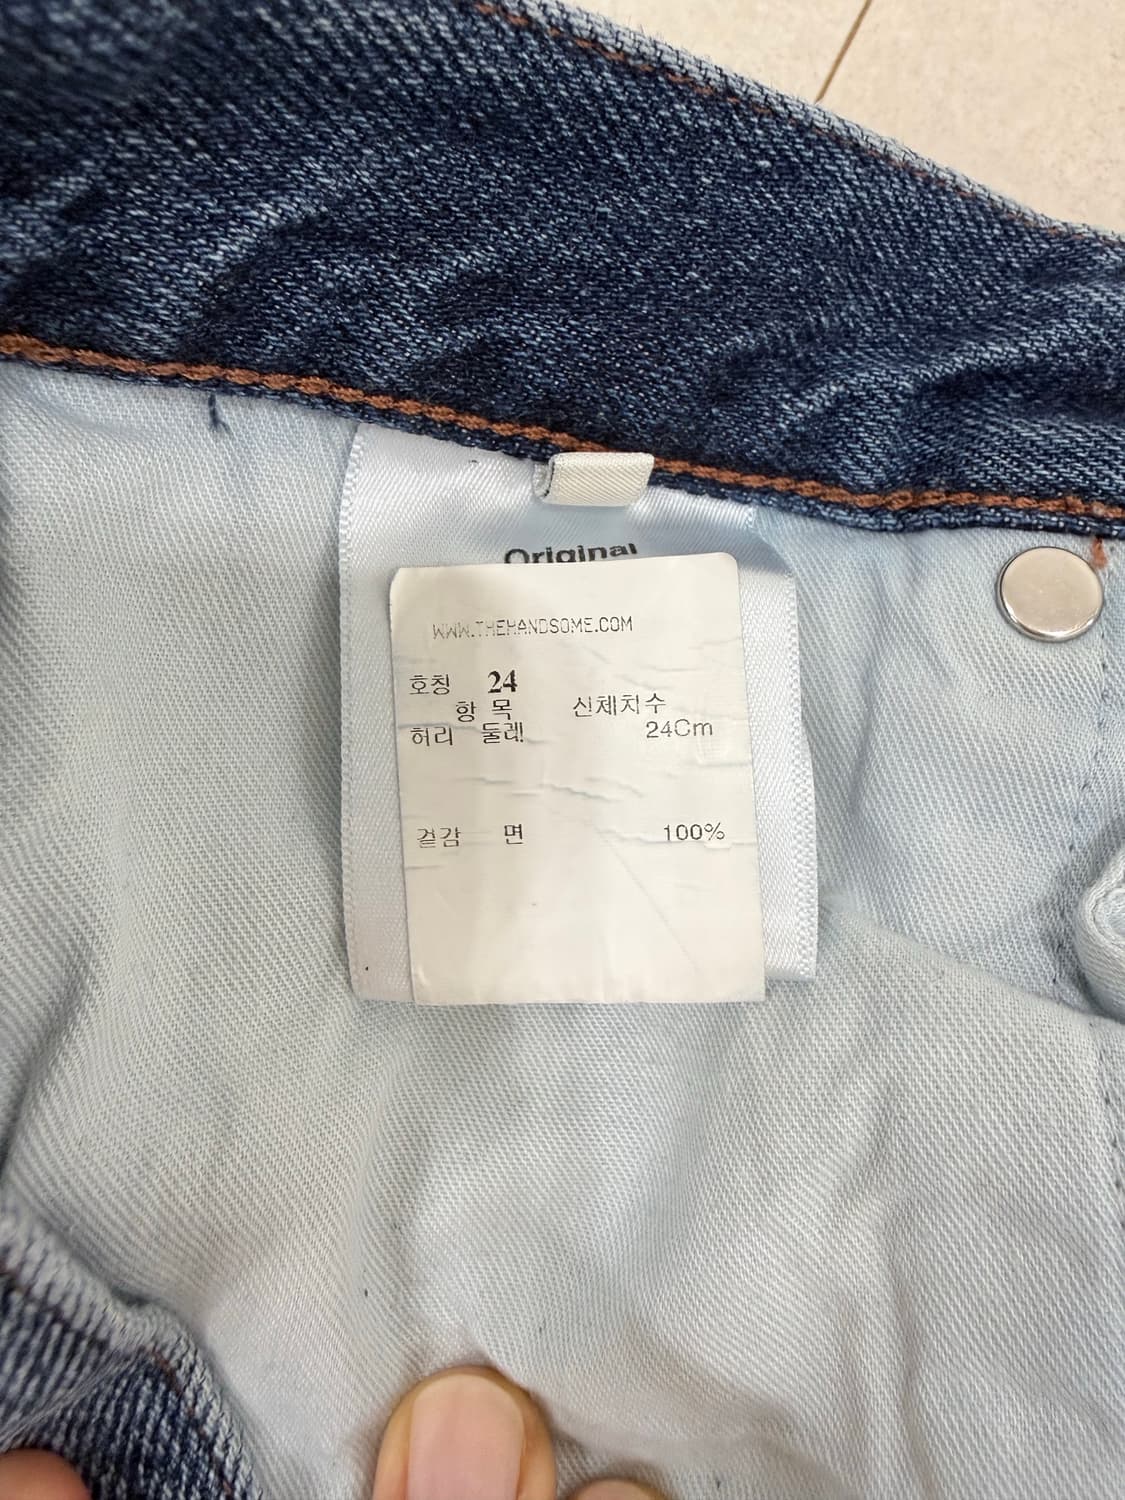 Original
WWW.THEHANDSOME.COM
호칭 24
항 목 신체치수
허리 둘레 24Cm
겉감 면 100%